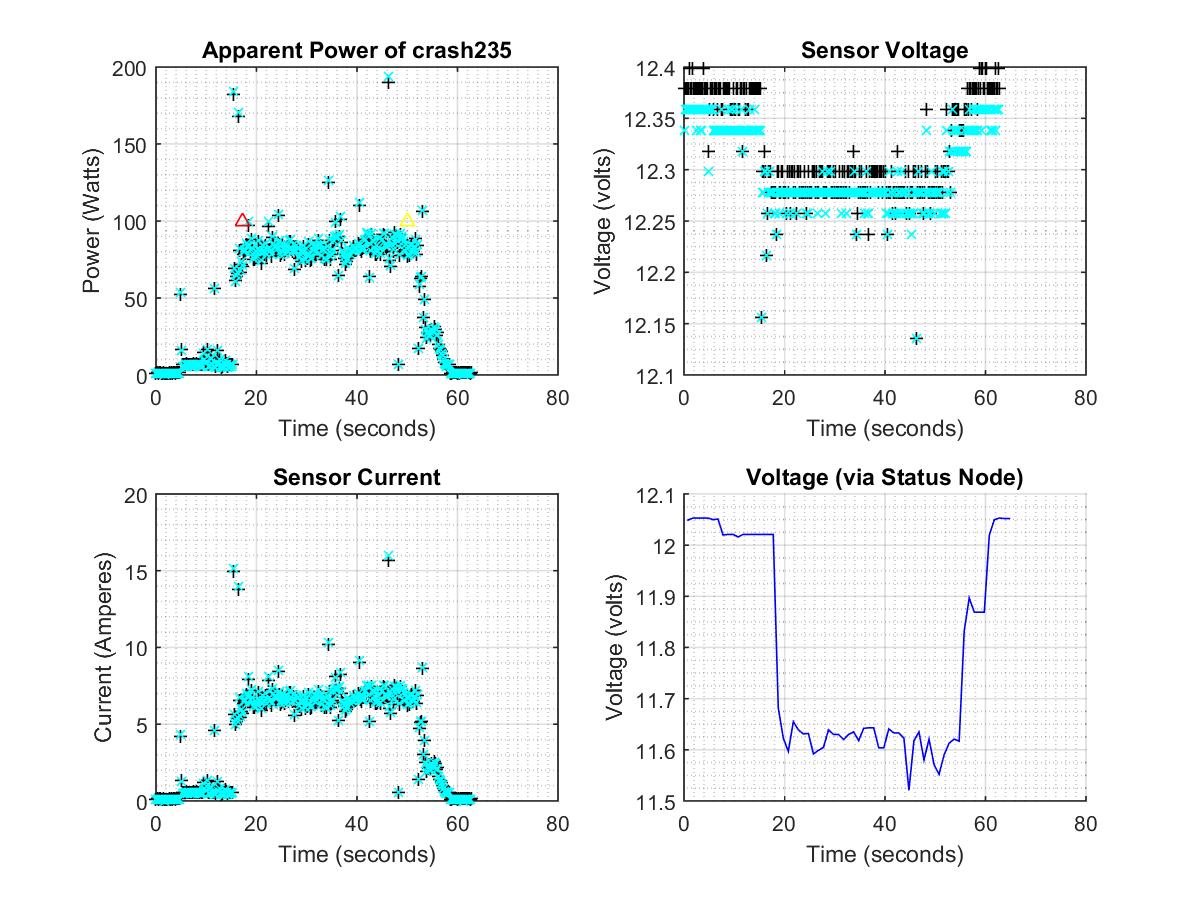 Apparent Power of crash235
200
150
100
50
0
Power (Watts)
0 20 40 60 80
Time (seconds)
Sensor Voltage
12.4
12.35
12.3
12.25
12.2
12.15
12.1
Voltage (volts)
0 20 40 60 80
Time (seconds)
Sensor Current
20
15
10
5
0
Current (Amperes)
0 20 40 60 80
Time (seconds)
Voltage (via Status Node)
12.1
12
11.9
11.8
11.7
11.6
11.5
Voltage (volts)
0 20 40 60 80
Time (seconds)